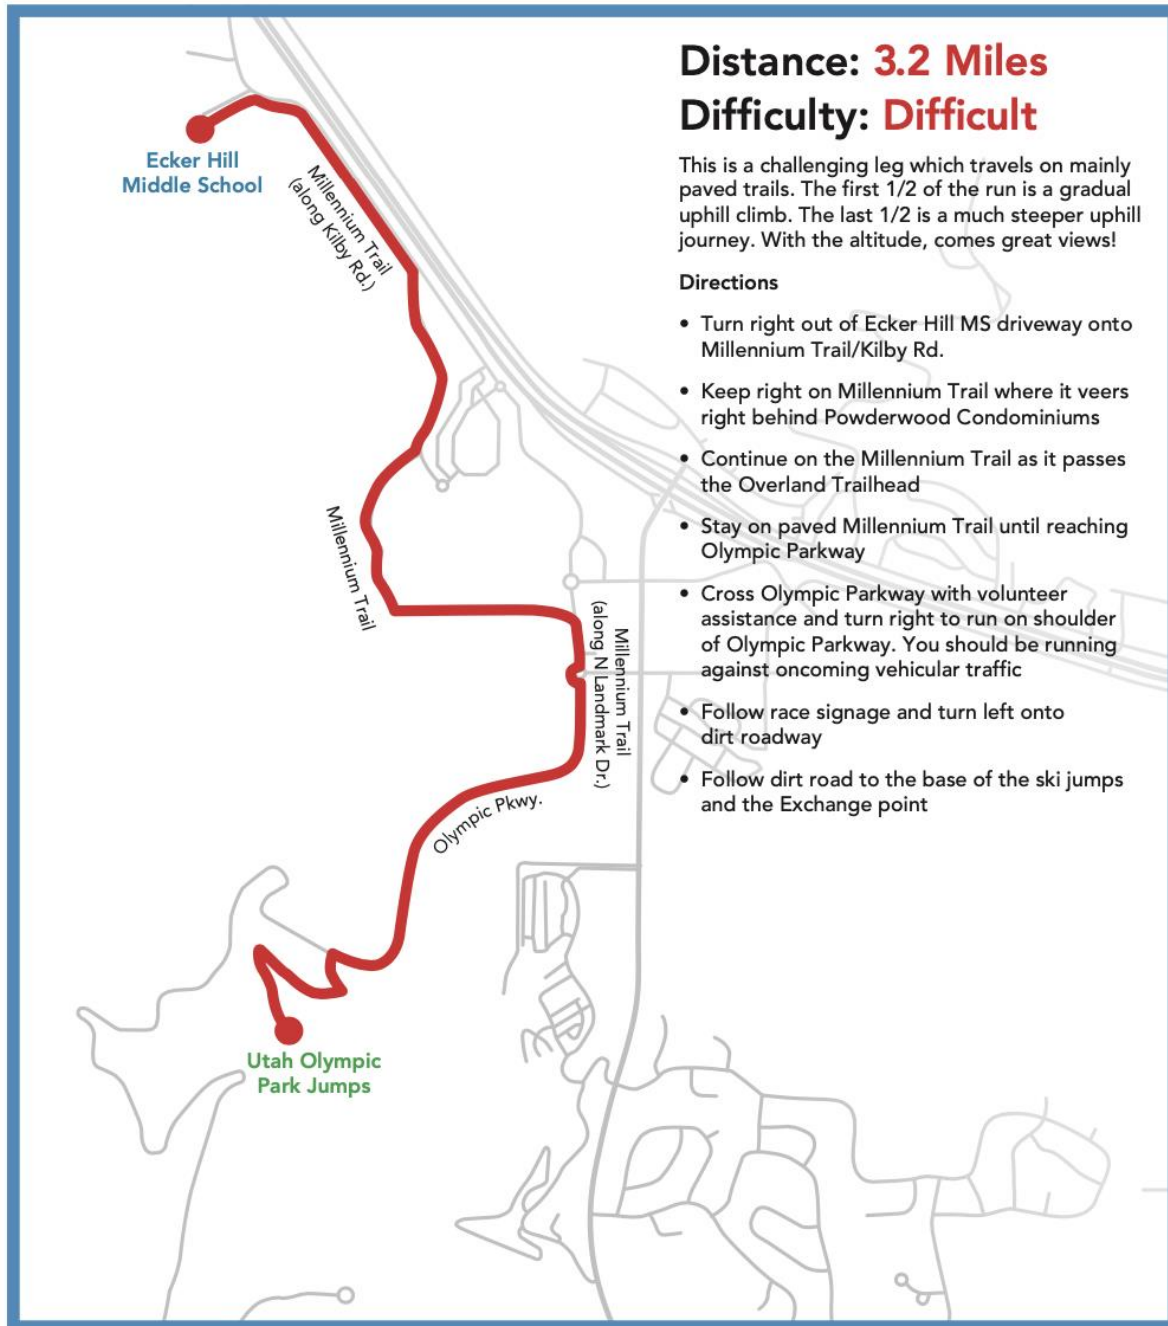 Distance: 3.2 Miles
Difficulty: Difficult
This is a challenging leg which travels on mainly
paved trails. The first 1/2 of the run is a gradual
uphill climb. The last 1/2 is a much steeper uphill
journey. With the altitude, comes great views!
Directions
• Turn right out of Ecker Hill MS driveway onto
Millennium Trail/Kilby Rd.
• Keep right on Millennium Trail where it veers
right behind Powderwood Condominiums
• Continue on the Millennium Trail as it passes
the Overland Trailhead
• Stay on paved Millennium Trail until reaching
Olympic Parkway
• Cross Olympic Parkway with volunteer
assistance and turn right to run on shoulder
of Olympic Parkway. You should be running
against oncoming vehicular traffic
• Follow race signage and turn left onto
dirt roadway
• Follow dirt road to the base of the ski jumps
and the Exchange point
Ecker Hill
Middle School
Millennium Trail
(along Kilby Rd.)
Millennium Trail
Millennium Trail
(along N Landmark Dr.)
Olympic Pkwy.
Utah Olympic
Park Jumps